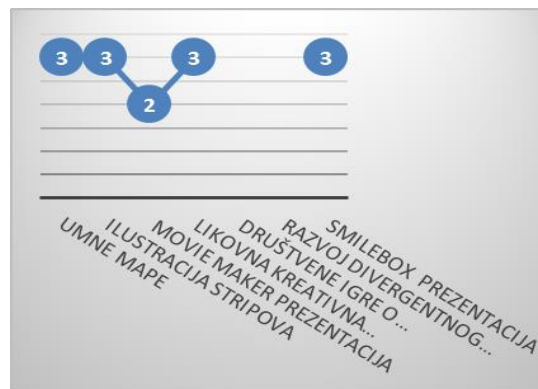 3 3 3 3
2
UMNE MAPE
ILUSTRACIJA STRIPOVA
MOVIE MAKER PREZENTACIJA
LIKOVNA KREATIVNA...
DRUŠTVENE IGRE O...
RAZVOJ DIVERGENTNOG...
SMILEBOX PREZENTACIJA